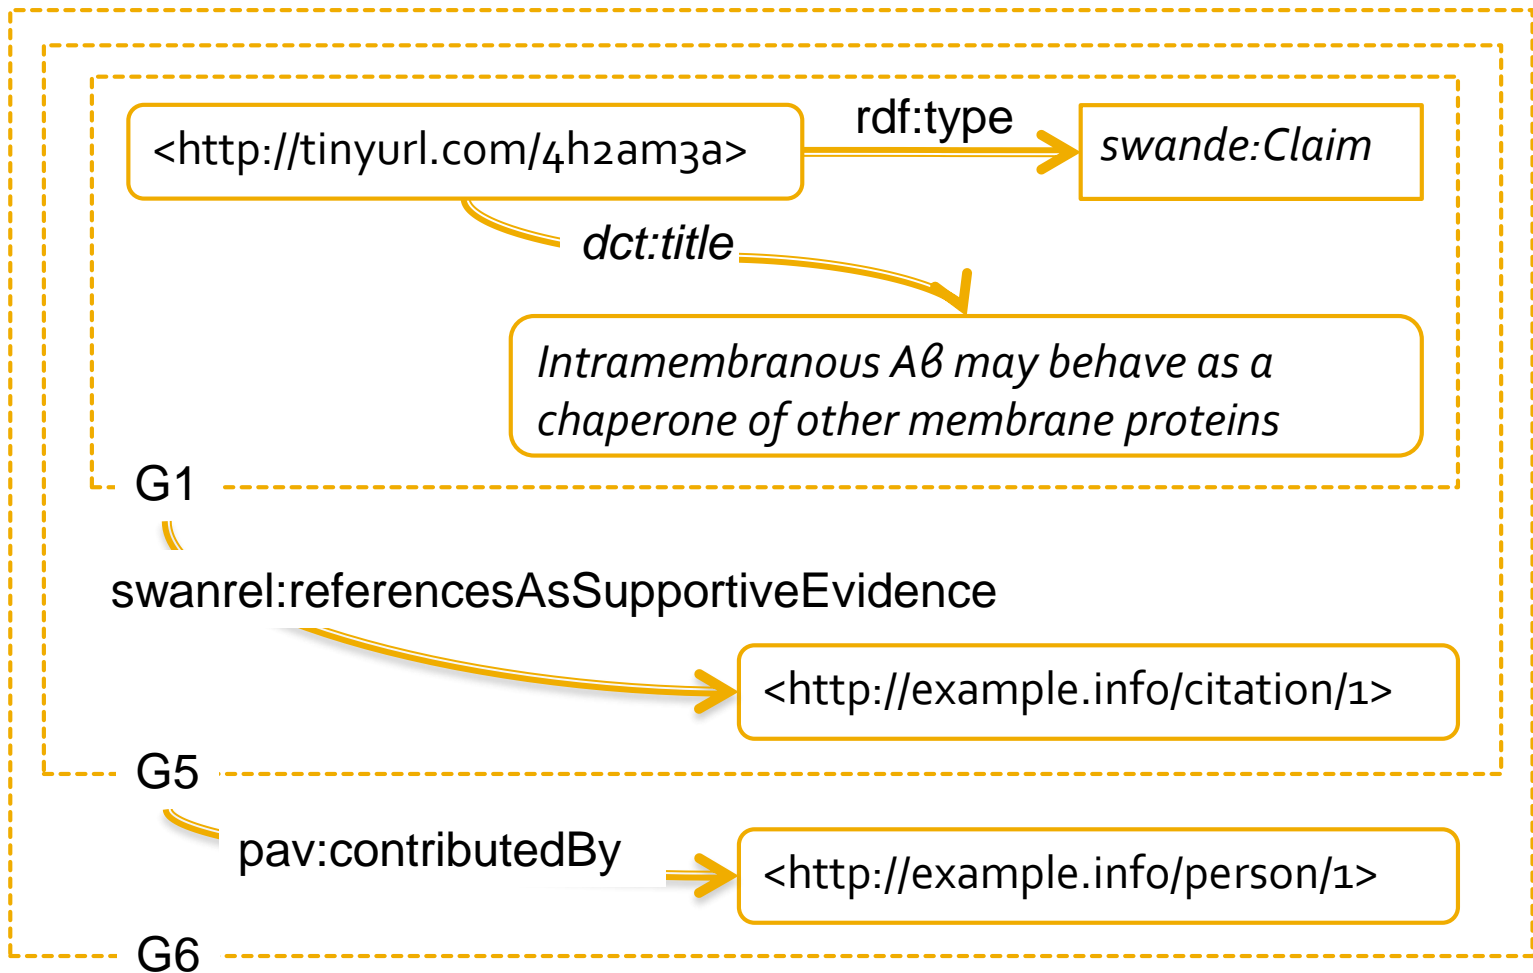 <http://tinyurl.com/4h2am3a>
rdf:type
swande:Claim
dct:title
Intramembranous Aβ may behave as a
chaperone of other membrane proteins
G1
swanrel:referencesAsSupportiveEvidence
<http://example.info/citation/1>
G5
pav:contributedBy
<http://example.info/person/1>
G6